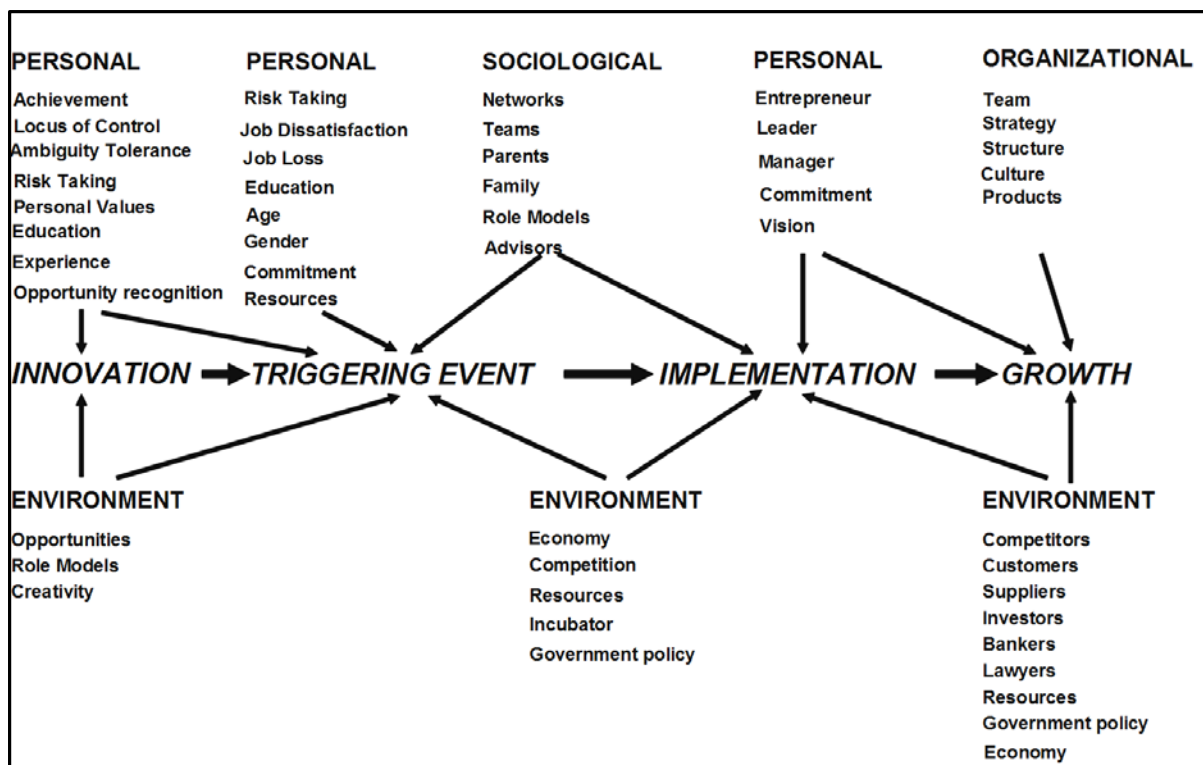 PERSONAL
Achievement
Locus of Control
Ambiguity Tolerance
Risk Taking
Personal Values
Education
Experience
Opportunity recognition
PERSONAL
Risk Taking
Job Dissatisfaction
Job Loss
Education
Age
Gender
Commitment
Resources
SOCIOLOGICAL
Networks
Teams
Parents
Family
Role Models
Advisors
PERSONAL
Entrepreneur
Leader
Manager
Commitment
Vision
ORGANIZATIONAL
Team
Strategy
Structure
Culture
Products
INNOVATION
TRIGGERING EVENT
IMPLEMENTATION
GROWTH
ENVIRONMENT
Opportunities
Role Models
Creativity
ENVIRONMENT
Economy
Competition
Resources
Incubator
Government policy
ENVIRONMENT
Competitors
Customers
Suppliers
Investors
Bankers
Lawyers
Resources
Government policy
Economy